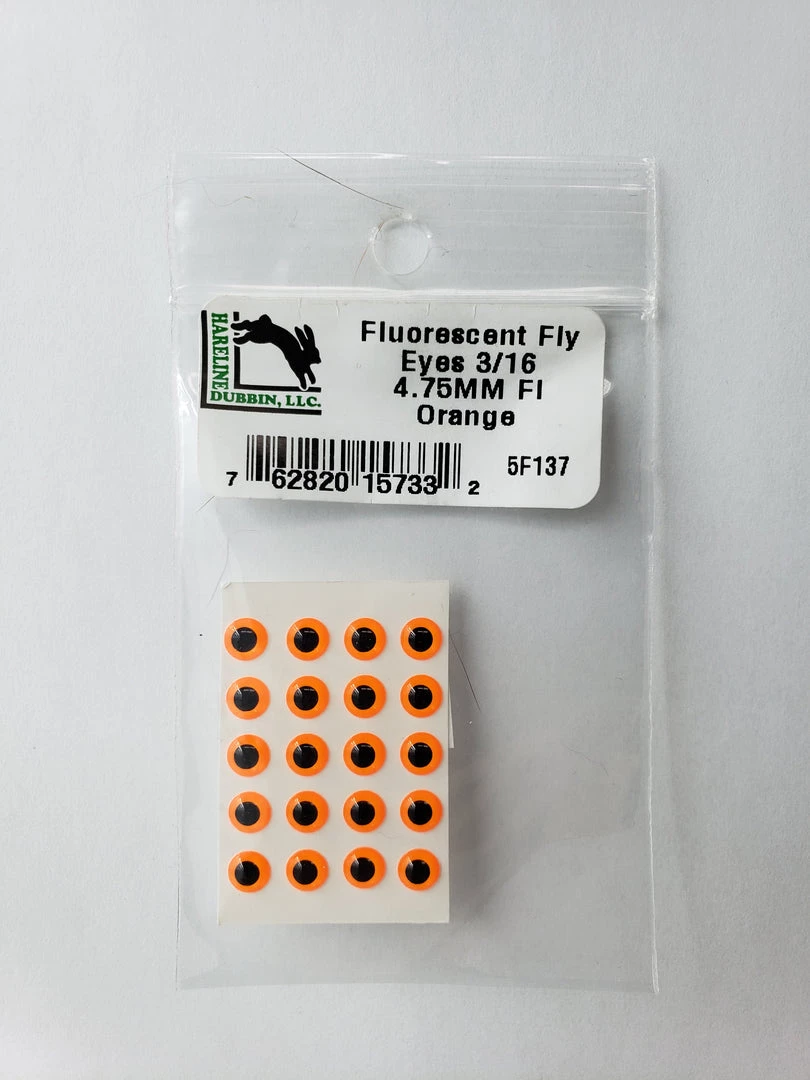 HARELINE
DUBBIN, LLC.
Fluorescent Fly
Eyes 3/16
4.75MM Fl
Orange
5F137
7 62820 15733 2